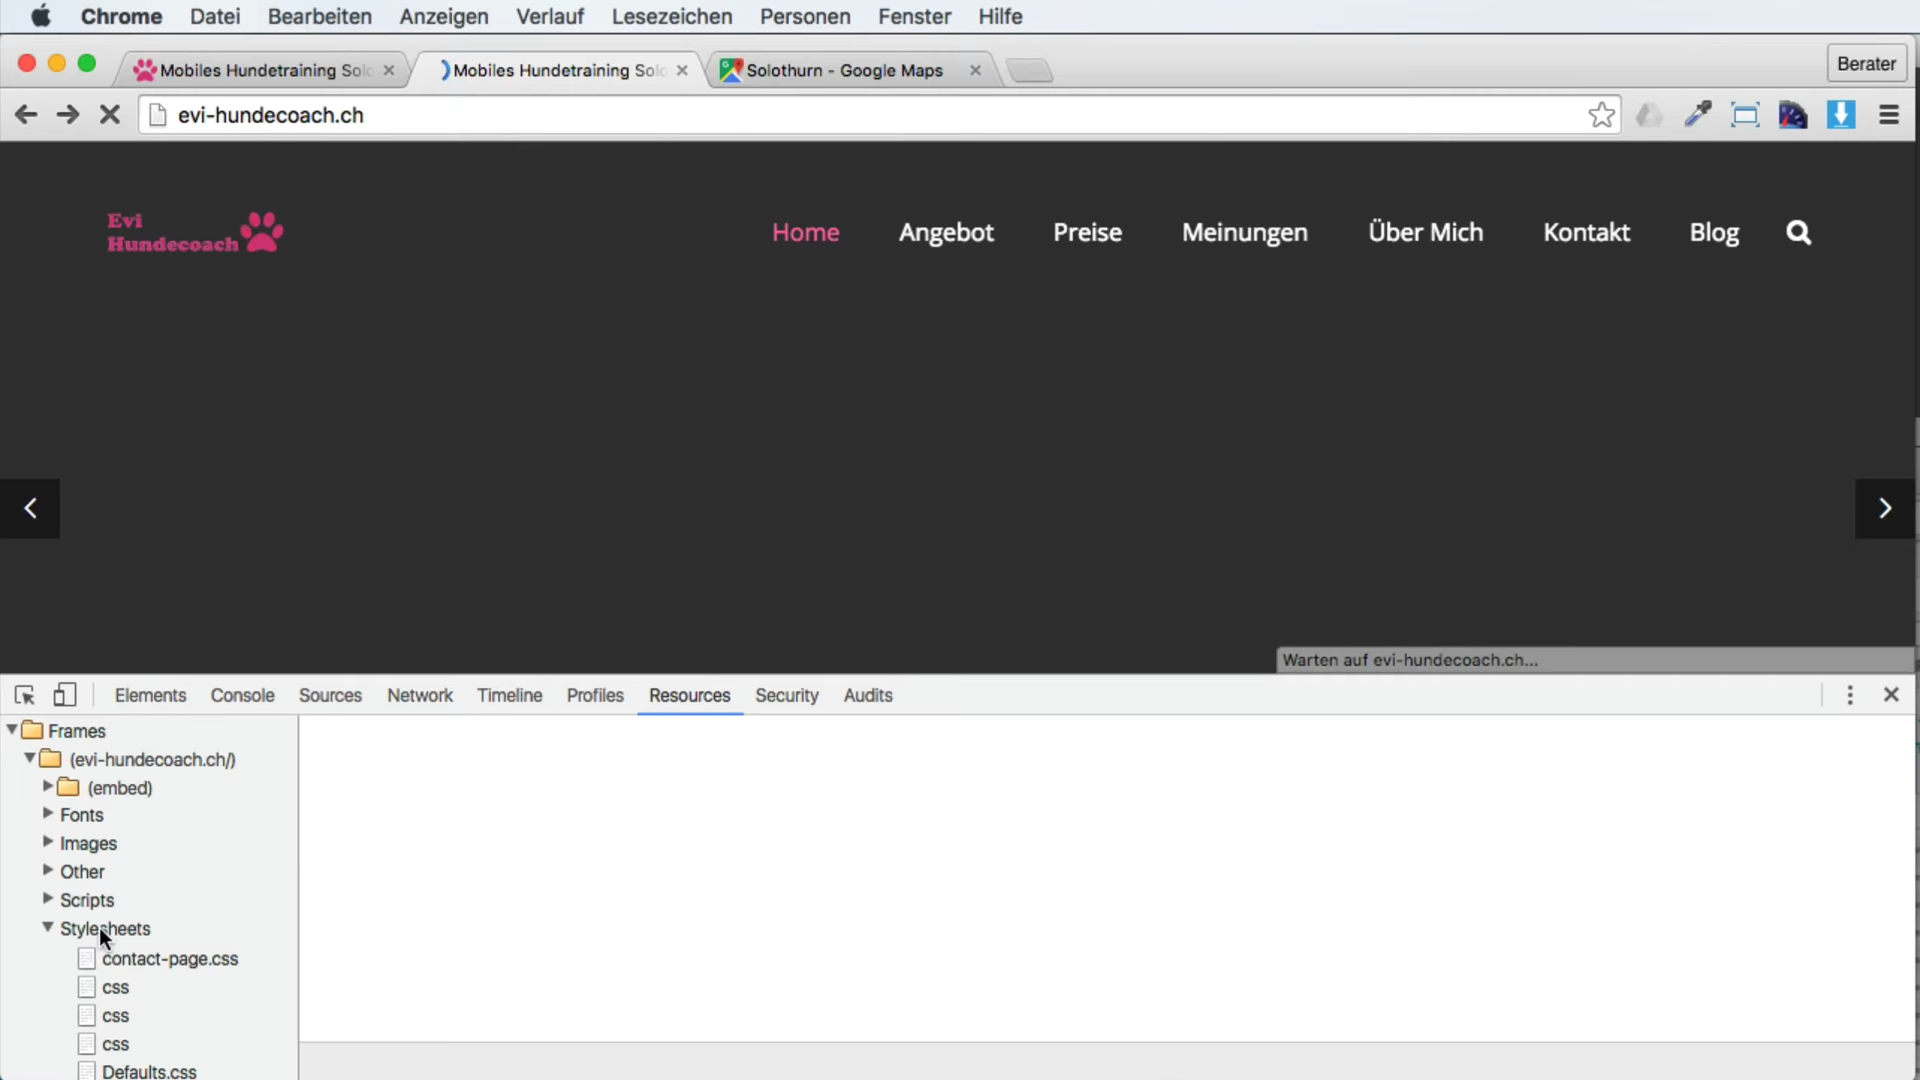 Chrome Datei Bearbeiten Anzeigen Verlauf Lesezeichen Personen Fenster Hilfe
Mobiles Hundetraining Solo Mobiles Hundetraining Solo Solothurn - Google Maps Berater
evi-hundecoach.ch
Evi
Hundecoach
Home Angebot Preise Meinungen Über Mich Kontakt Blog
Warten auf evi-hundecoach.ch...
Elements Console Sources Network Timeline Profiles Resources Security Audits
Frames
(evi-hundecoach.ch/)
(embed)
Fonts
Images
Other
Scripts
Stylesheets
contact-page.css
css
css
css
Defaults.css